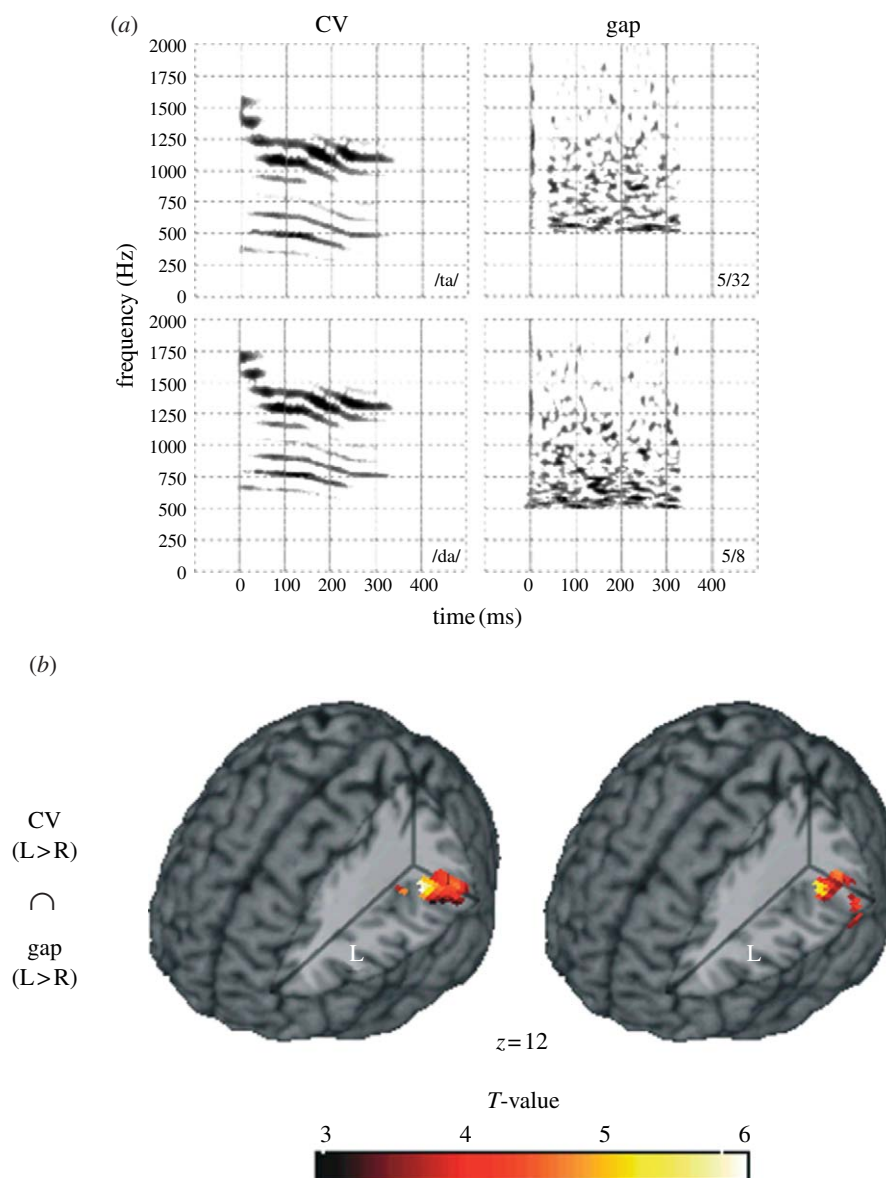 (a)
CV
gap
frequency (Hz)
2000
1750
1500
1250
1000
750
500
250
0
/ta/
5/32
2000
1750
1500
1250
1000
750
500
250
0
/da/
5/8
0 100 200 300 400
0 100 200 300 400
time (ms)
(b)
CV
(L>R)
∩
gap
(L>R)
L
L
z=12
T-value
3 4 5 6